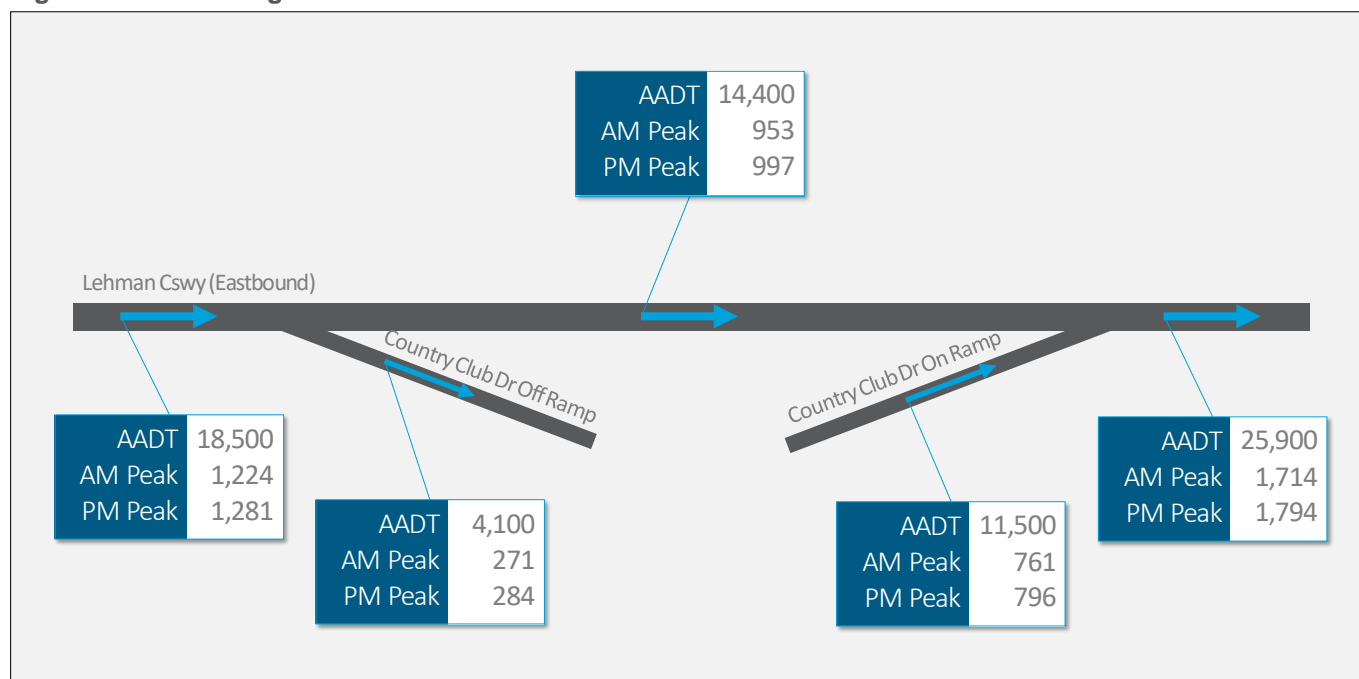 AADT 14,400
AM Peak 953
PM Peak 997
Lehman Cswy (Eastbound)
Country Club Dr Off Ramp
Country Club Dr On Ramp
AADT 18,500
AM Peak 1,224
PM Peak 1,281
AADT 4,100
AM Peak 271
PM Peak 284
AADT 11,500
AM Peak 761
PM Peak 796
AADT 25,900
AM Peak 1,714
PM Peak 1,794